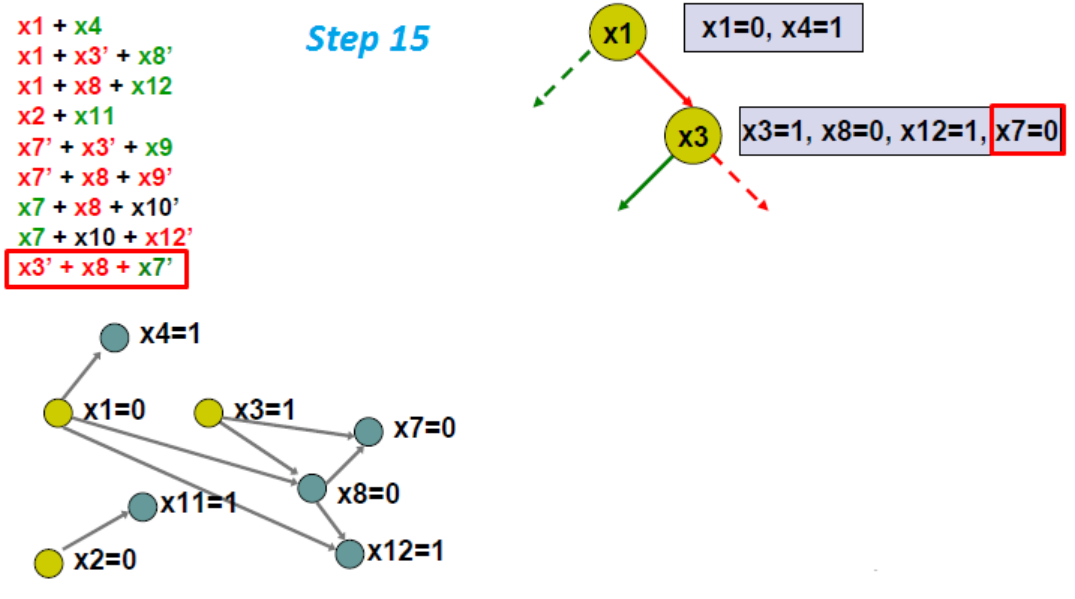 x1 + x4
x1 + x3’ + x8’
x1 + x8 + x12
x2 + x11
x7’ + x3’ + x9
x7’ + x8 + x9’
x7 + x8 + x10’
x7 + x10 + x12’
x3’ + x8 + x7’
Step 15
x1
x1=0, x4=1
x3
x3=1, x8=0, x12=1, x7=0
x4=1
x1=0
x3=1
x7=0
x8=0
x11=1
x12=1
x2=0